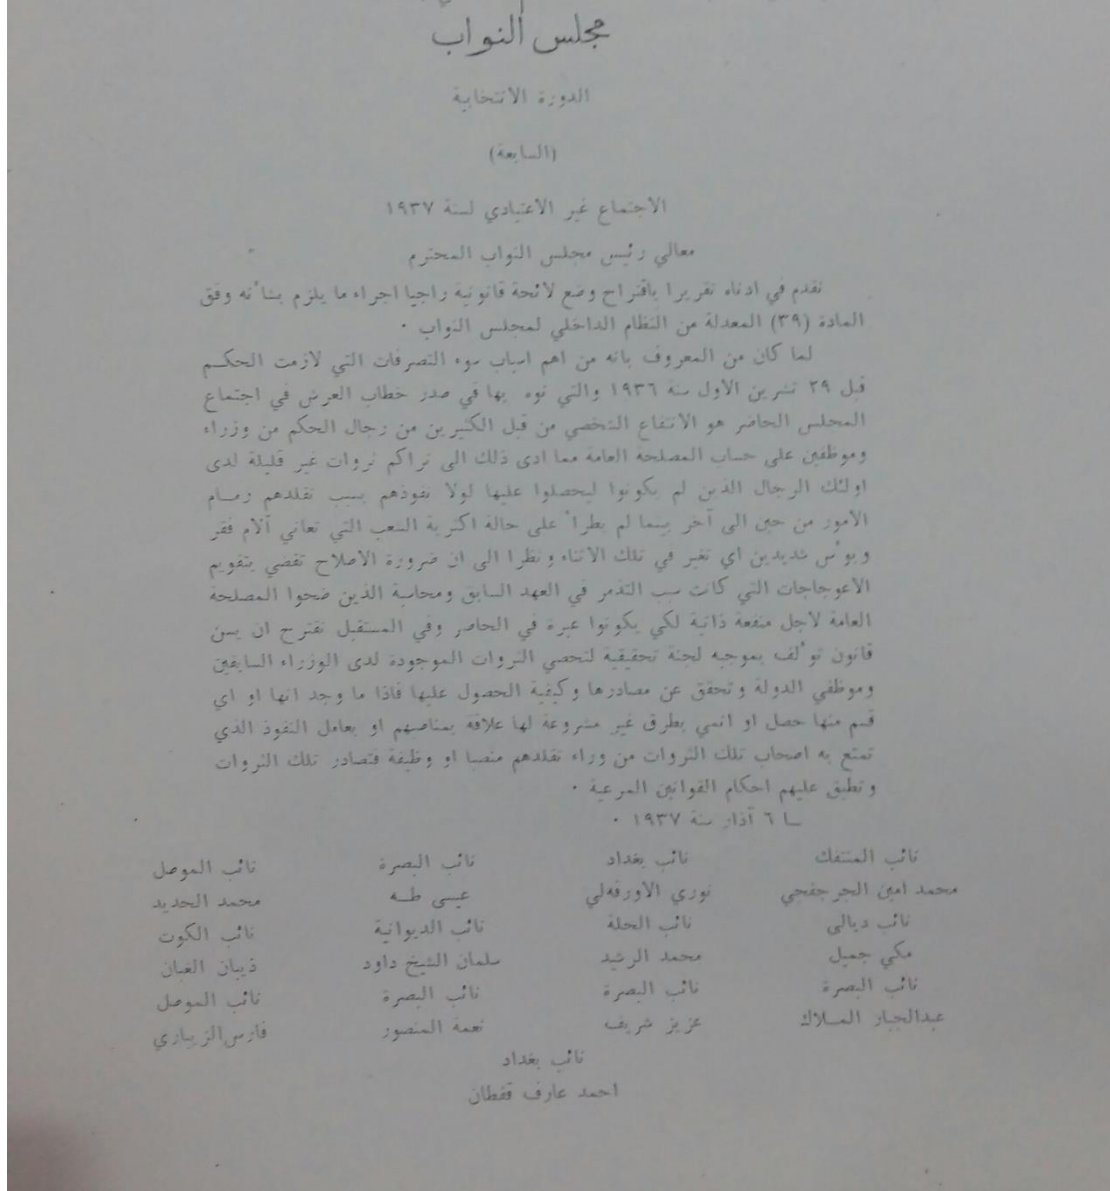 مجلس النواب
الدورة الانتخابية
(السابعة)
الاجتماع غير الاعتيادي لسنة ١٩٣٧
معالي رئيس مجلس النواب المحترم
نقدم في ادناه تقريرا باقتراح وضع لائحة قانونية راجيا اجراء ما يلزم بشأنه وفق
المادة (٣٩) المعدلة من النظام الداخلي لمجلس النواب ٠
لما كان من المعروف بانه من اهم اسباب سوء التصرفات التي لازمت الحكم
قبل ٢٩ تشرين الاول سنة ١٩٣٦ والتي نوه بها في صدر خطاب العرش في اجتماع
المجلس الحاضر هو الانتفاع الشخصي من قبل الكثيرين من رجال الحكم من وزراء
وموظفين على حساب المصلحة العامة مما ادى ذلك الى تراكم ثروات غير قليلة لدى
اولئك الرجال الذين لم يكونوا ليحصلوا عليها لولا نفوذهم بسبب تقلدهم زمام
الامور من حين الى آخر بينما لم يطرأ على حالة اكثرية الشعب التي تعاني آلام فقر
وبوٴس شديدين اي تغير في تلك الاثناء ونظرا الى ان ضرورة الاصلاح تقضي بتقويم
الاعوجاجات التي كانت سبب التذمر في العهد السابق ومحاسبة الذين ضحوا المصلحة
العامة لاجل منفعة ذاتية لكي يكونوا عبرة في الحاضر وفي المستقبل نقترح ان يسن
قانون توٴلف بموجبه لجنة تحقيقية لتحصي الثروات الموجودة لدى الوزراء السابقين
وموظفي الدولة وتحقق عن مصادرها وكيفية الحصول عليها فاذا ما وجد انها او اي
قسم منها حصل او انمي بطرق غير مشروعة لها علاقة بمناصبهم او بعامل النفوذ الذي
تمتع به اصحاب تلك الثروات من وراء تقلدهم منصبا او وظيفة فتصادر تلك الثروات
وتطبق عليهم احكام القوانين المرعية ٠
٦ آذار سنة ١٩٣٧ ٠
نائب المنتفك نائب بغداد نائب البصرة نائب الموصل
محمد امين الجرجفجي نوري الاورفه‌لي عيسى طه محمد الحديد
نائب ديالى نائب الحلة نائب الديوانية نائب الكوت
مكي جميل محمد الرشيد سلمان الشيخ داود ذيبان الغبان
نائب البصرة نائب البصرة نائب البصرة نائب الموصل
عبدالجبار الملاك عزيز شريف نعمة المنصور فارس الزيباري
نائب بغداد
احمد عارف قفطان